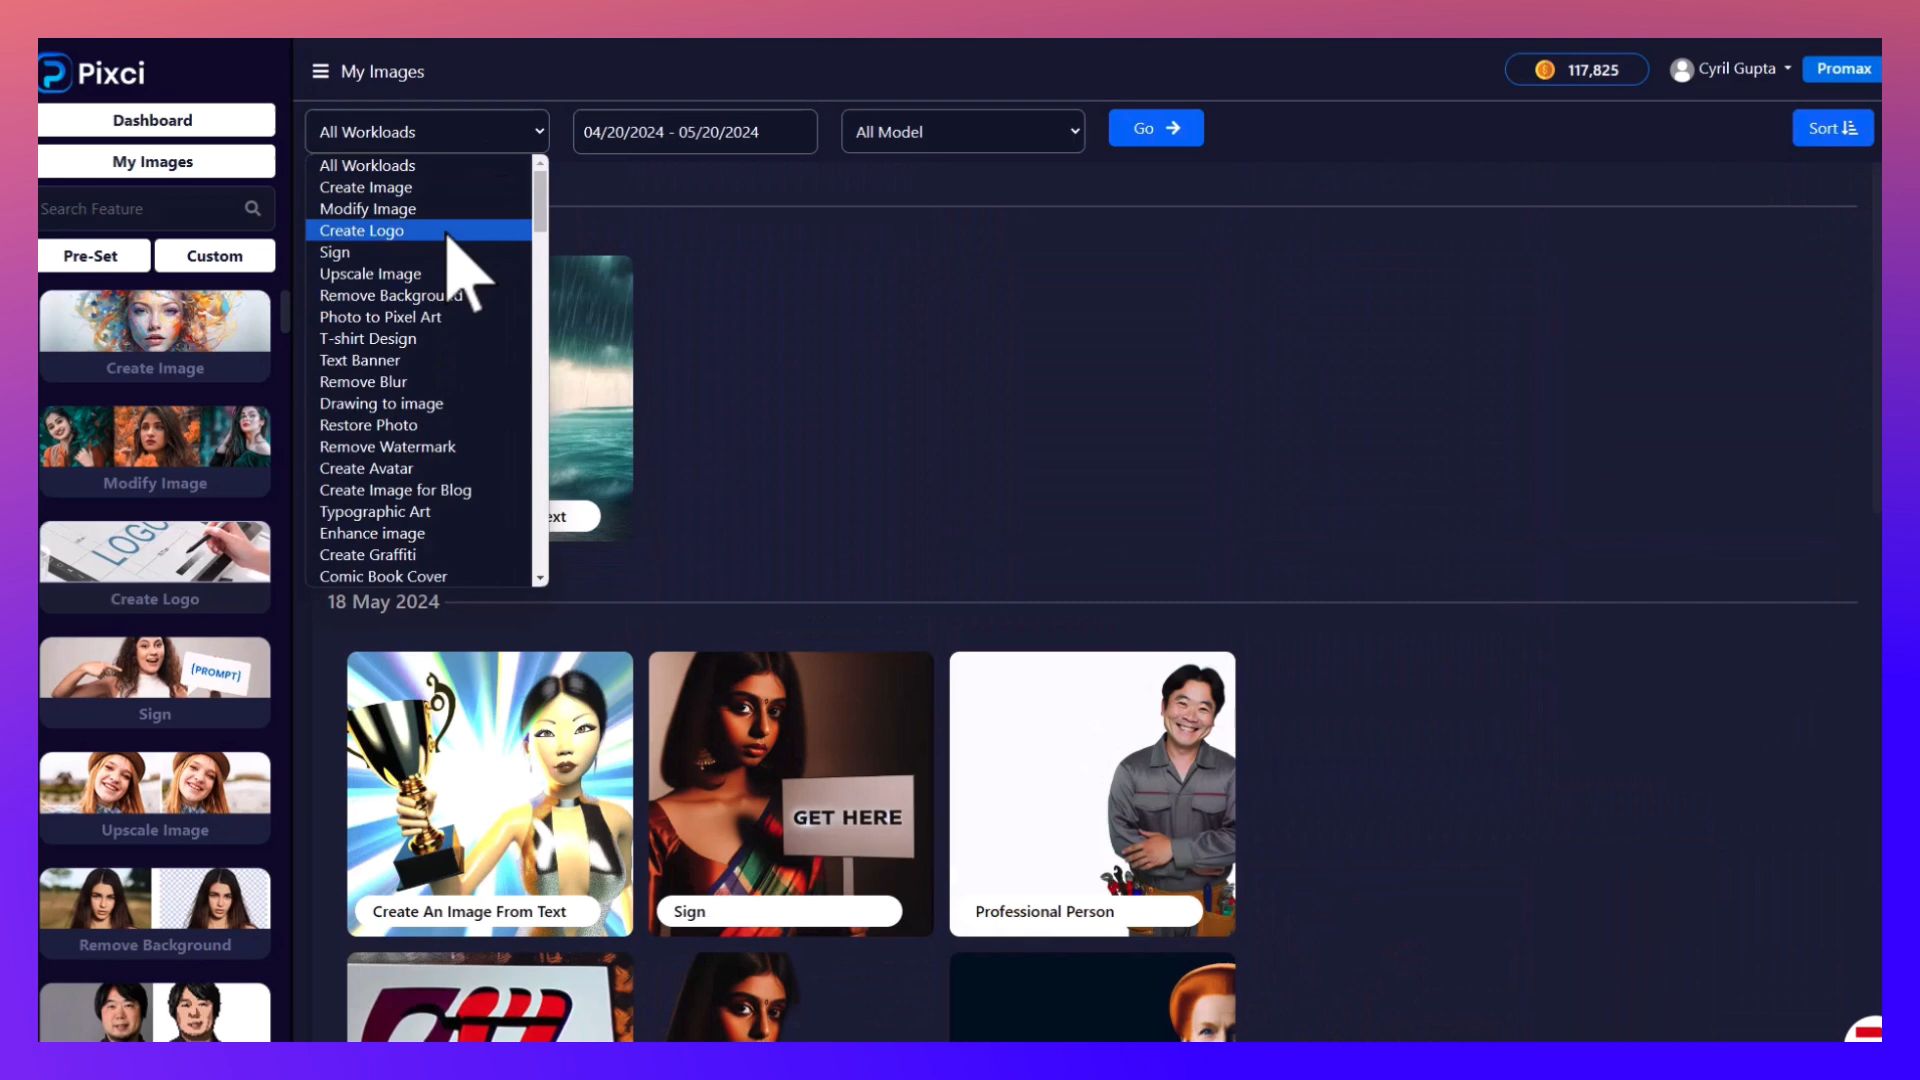 Pixci
My Images
117,825
Cyril Gupta
Promax
Dashboard
My Images
Search Feature
Pre-Set
Custom
Create Image
Modify Image
LOGO
Create Logo
{PROMPT}
Sign
Upscale Image
Remove Background
All Workloads
04/20/2024 - 05/20/2024
All Model
Go
Sort
All Workloads
Create Image
Modify Image
Create Logo
Sign
Upscale Image
Remove Background
Photo to Pixel Art
T-shirt Design
Text Banner
Remove Blur
Drawing to image
Restore Photo
Remove Watermark
Create Avatar
Create Image for Blog
Typographic Art
Enhance image
Create Graffiti
Comic Book Cover
ext
18 May 2024
Create An Image From Text
GET HERE
Sign
Professional Person